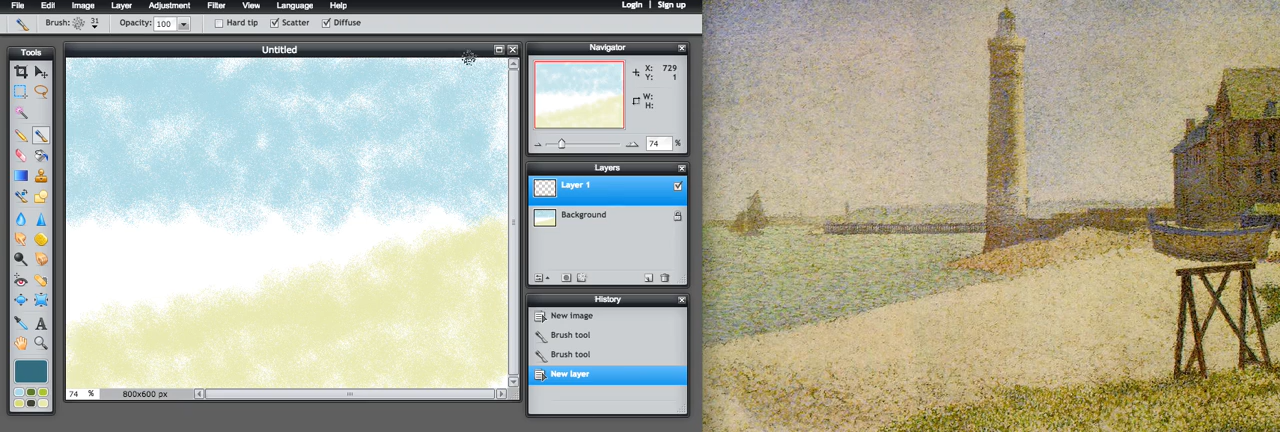 File Edit Image Layer Adjustment Filter View Language Help Login | Sign up
Brush: 31 Opacity: 100 Hard tip Scatter Diffuse
Tools
Untitled
74 % 800x600 px
Navigator
X: 729
Y: 1
W:
H:
74 %
Layers
Layer 1
Background
History
New image
Brush tool
Brush tool
New layer